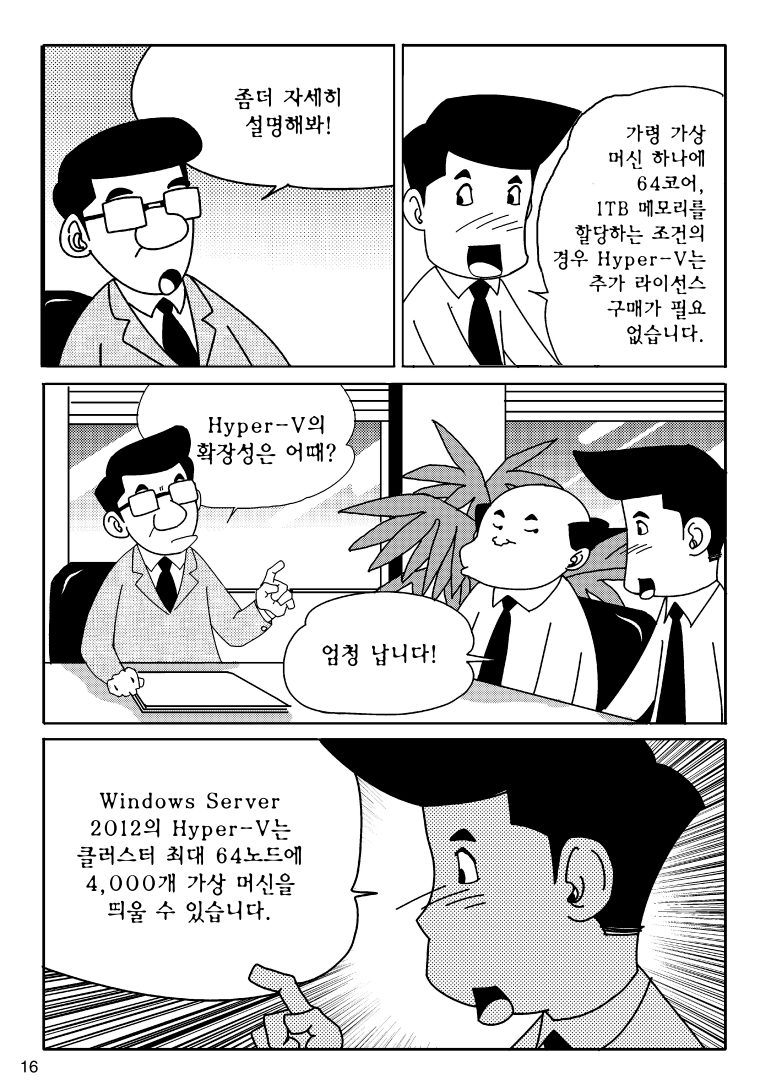 좀더 자세히
설명해봐!
가령 가상
머신 하나에
64코어,
1TB 메모리를
할당하는 조건의
경우 Hyper-V는
추가 라이선스
구매가 필요
없습니다.
Hyper-V의
확장성은 어때?
엄청 납니다!
Windows Server
2012의 Hyper-V는
클러스터 최대 64노드에
4,000개 가상 머신을
띄울 수 있습니다.
16